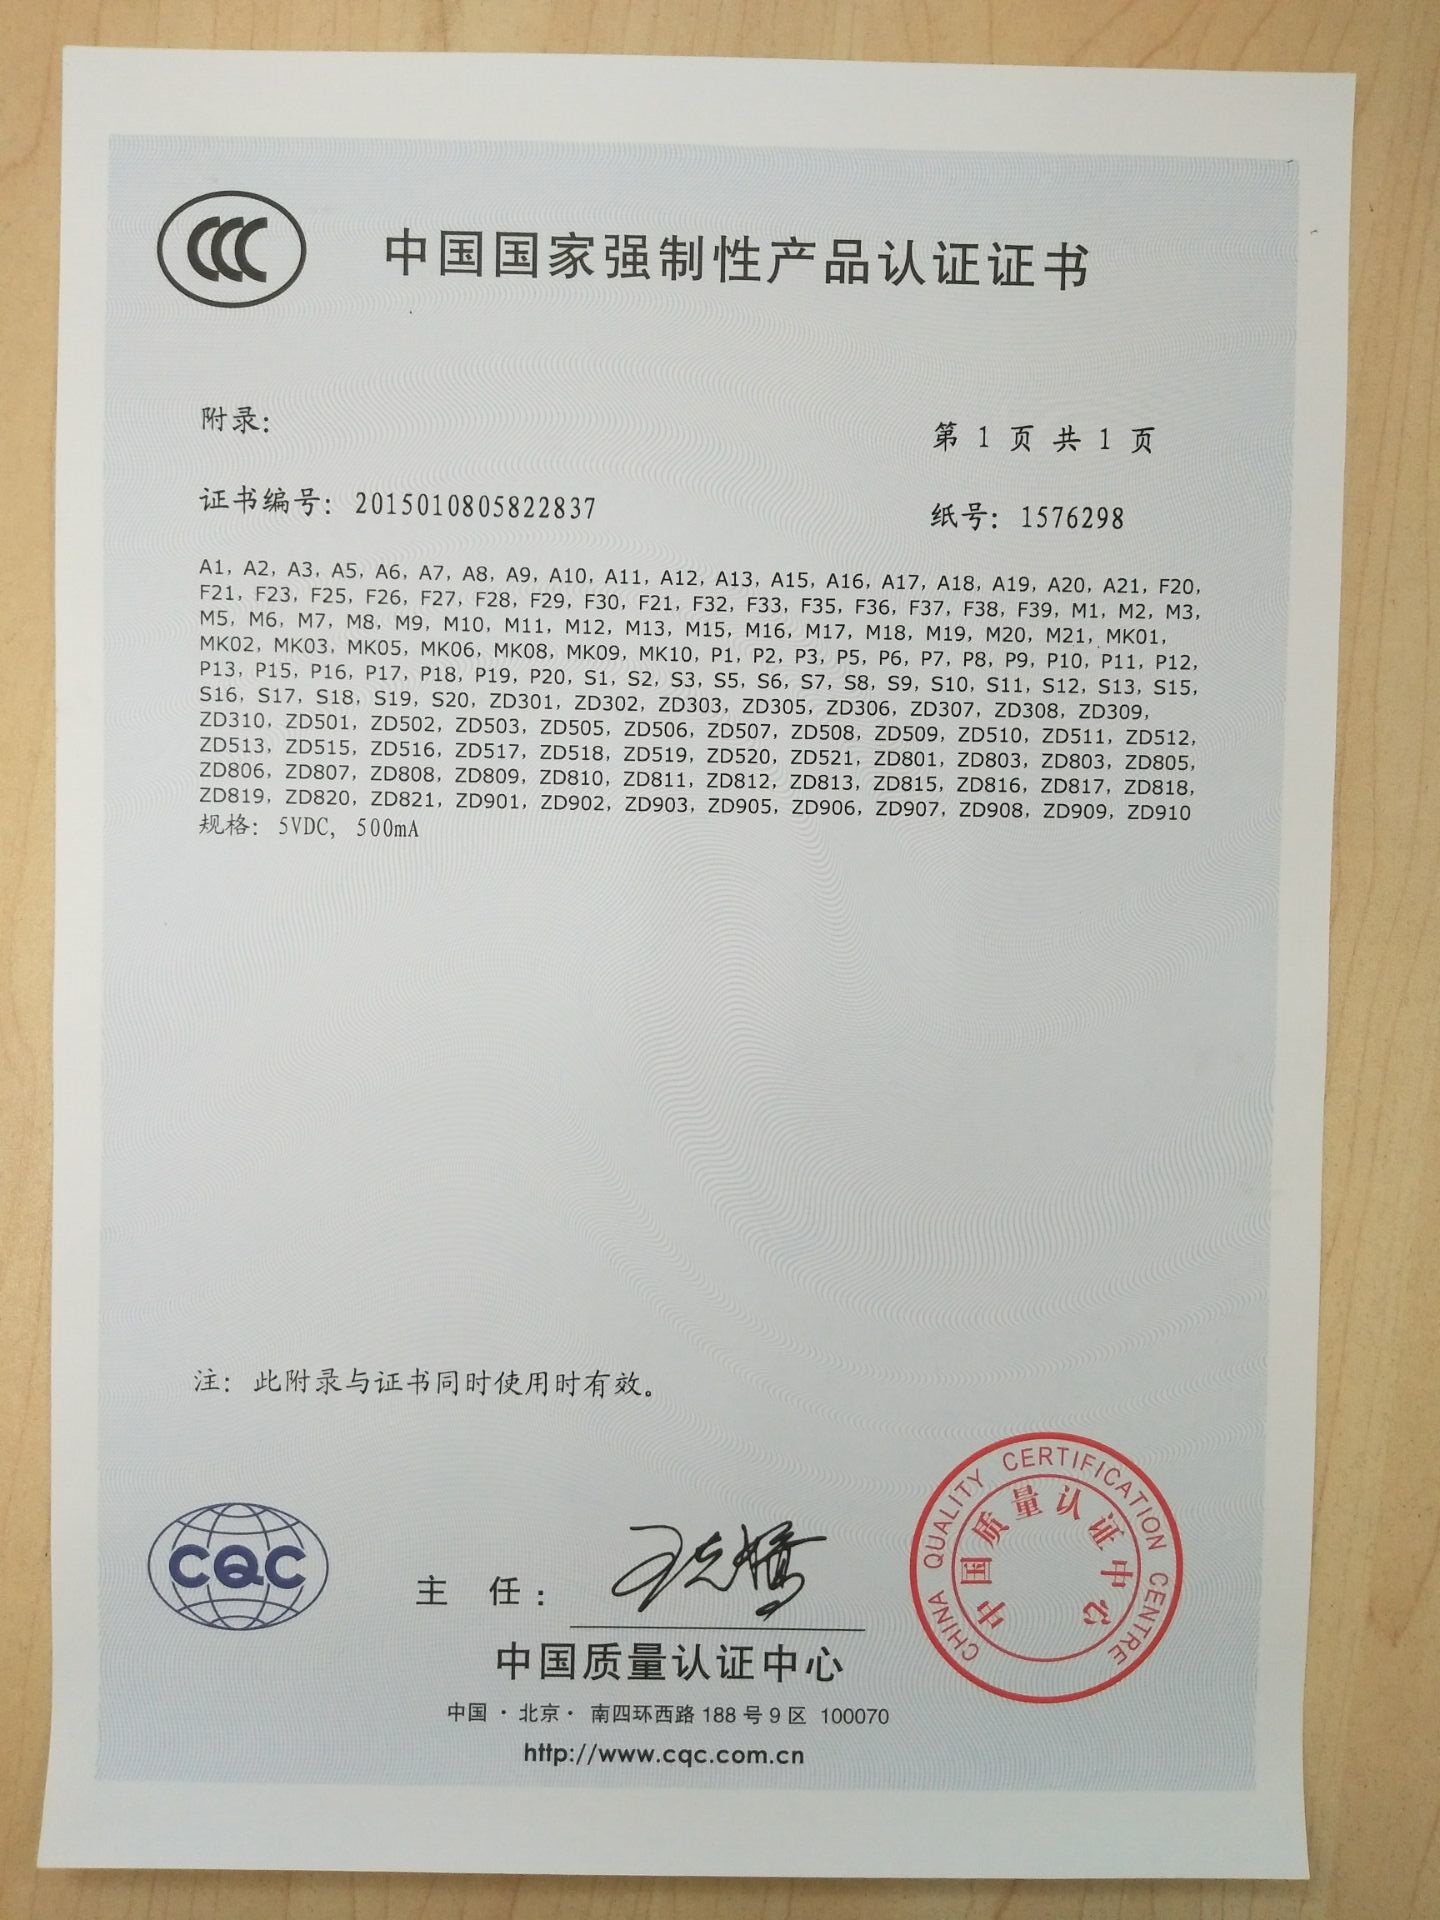 CCC
中国国家强制性产品认证证书
附录:
第 1 页 共 1 页
证书编号: 2015010805822837
纸号: 1576298
A1, A2, A3, A5, A6, A7, A8, A9, A10, A11, A12, A13, A15, A16, A17, A18, A19, A20, A21, F20,
F21, F23, F25, F26, F27, F28, F29, F30, F21, F32, F33, F35, F36, F37, F38, F39, M1, M2, M3,
M5, M6, M7, M8, M9, M10, M11, M12, M13, M15, M16, M17, M18, M19, M20, M21, MK01,
MK02, MK03, MK05, MK06, MK08, MK09, MK10, P1, P2, P3, P5, P6, P7, P8, P9, P10, P11, P12,
P13, P15, P16, P17, P18, P19, P20, S1, S2, S3, S5, S6, S7, S8, S9, S10, S11, S12, S13, S15,
S16, S17, S18, S19, S20, ZD301, ZD302, ZD303, ZD305, ZD306, ZD307, ZD308, ZD309,
ZD310, ZD501, ZD502, ZD503, ZD505, ZD506, ZD507, ZD508, ZD509, ZD510, ZD511, ZD512,
ZD513, ZD515, ZD516, ZD517, ZD518, ZD519, ZD520, ZD521, ZD801, ZD803, ZD803, ZD805,
ZD806, ZD807, ZD808, ZD809, ZD810, ZD811, ZD812, ZD813, ZD815, ZD816, ZD817, ZD818,
ZD819, ZD820, ZD821, ZD901, ZD902, ZD903, ZD905, ZD906, ZD907, ZD908, ZD909, ZD910
规格: 5VDC, 500mA
注: 此附录与证书同时使用时有效。
CQC
主 任:
中国质量认证中心
中国·北京· 南四环西路 188 号 9 区 100070
http://www.cqc.com.cn
CHINA QUALITY CERTIFICATION CENTRE
中国质量认证中心